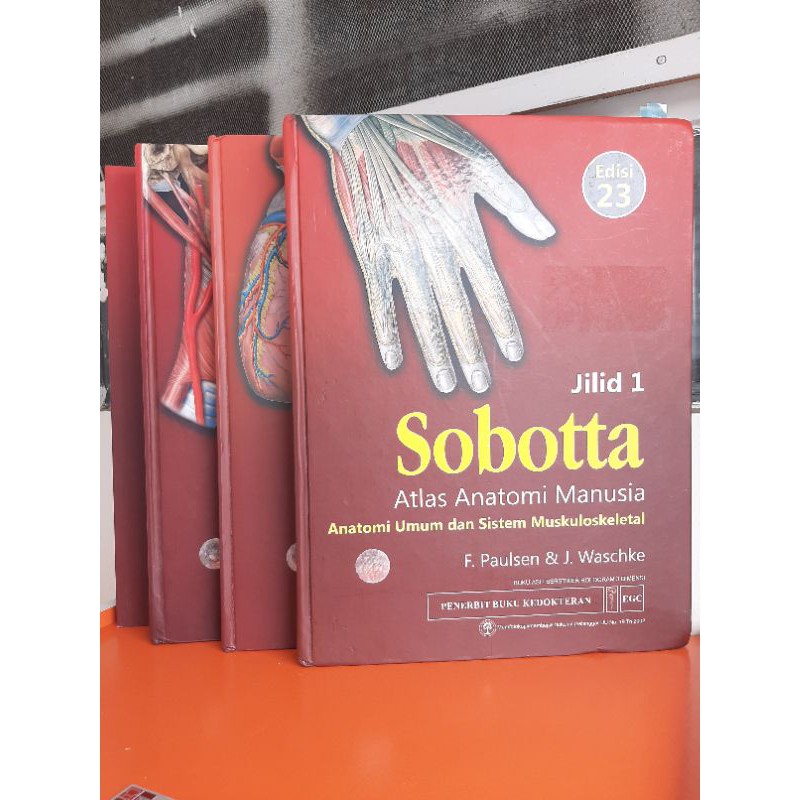 Edisi
23
Jilid 1
Sobotta
Atlas Anatomi Manusia
Anatomi Umum dan Sistem Muskuloskeletal
F. Paulsen & J. Waschke
PENERBIT BUKU KEDOKTERAN EGC